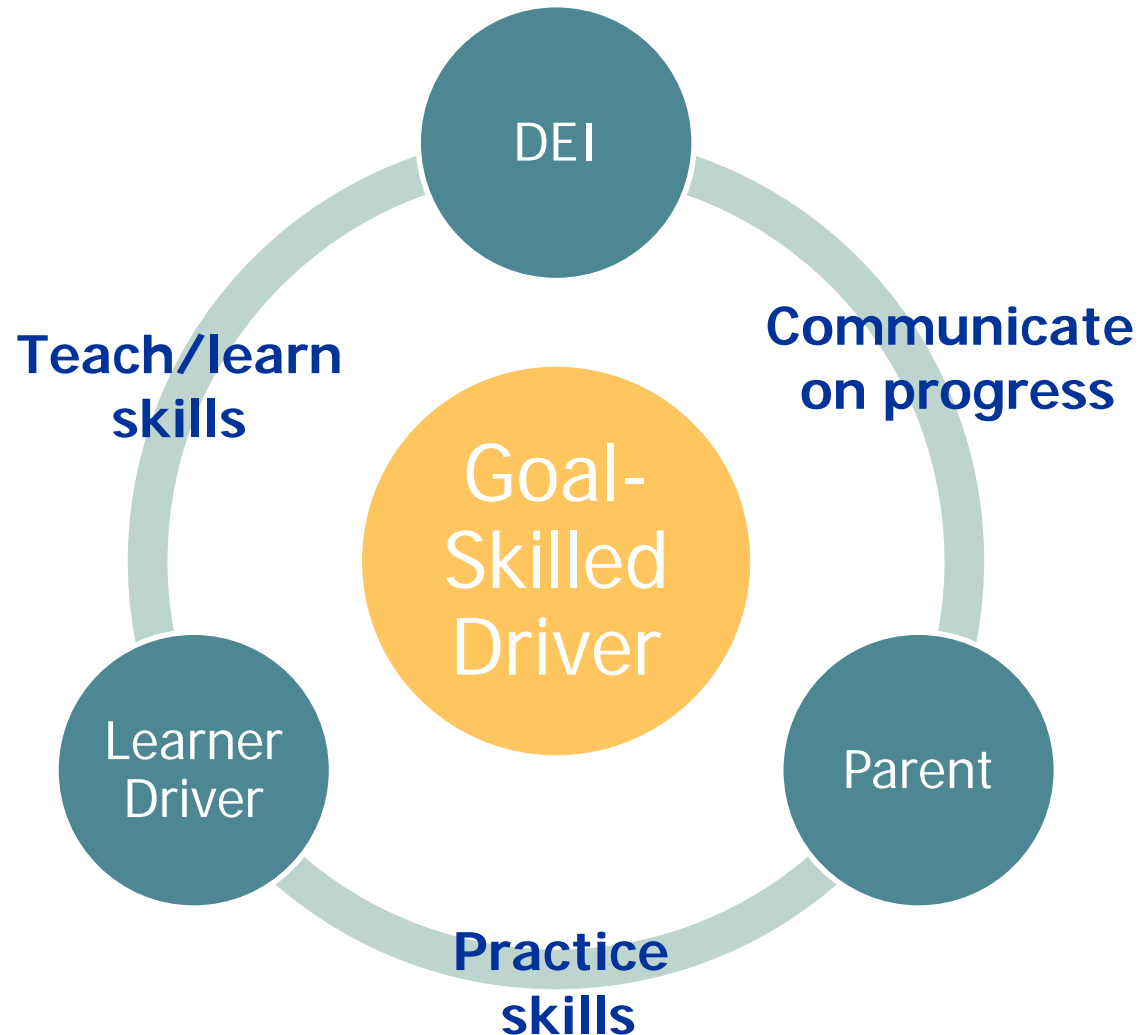 DEI
Communicate
on progress
Teach/learn
skills
Goal-
Skilled
Driver
Learner
Driver
Parent
Practice
skills